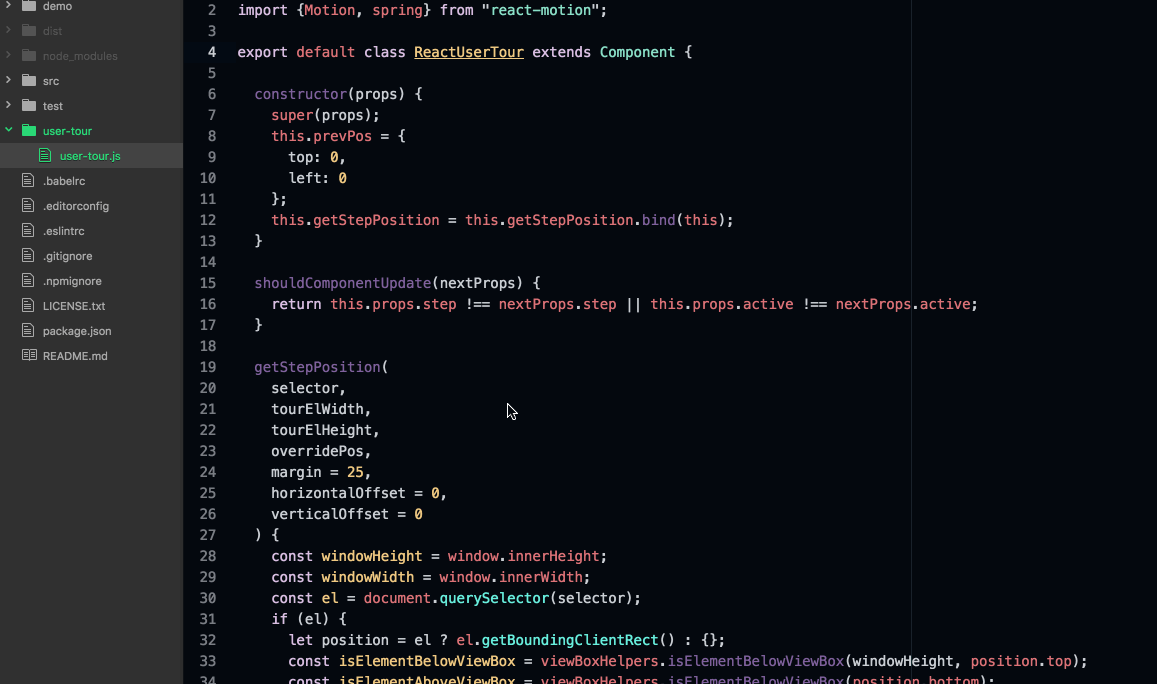 demo
dist
node_modules
src
test
user-tour
user-tour.js
.babelrc
.editorconfig
.eslintrc
.gitignore
.npmignore
LICENSE.txt
package.json
README.md
2 import {Motion, spring} from "react-motion";
3
4 export default class ReactUserTour extends Component {
5
6 constructor(props) {
7 super(props);
8 this.prevPos = {
9 top: 0,
10 left: 0
11 };
12 this.getStepPosition = this.getStepPosition.bind(this);
13 }
14
15 shouldComponentUpdate(nextProps) {
16 return this.props.step !== nextProps.step || this.props.active !== nextProps.active;
17 }
18
19 getStepPosition(
20 selector,
21 tourElWidth,
22 tourElHeight,
23 overridePos,
24 margin = 25,
25 horizontalOffset = 0,
26 verticalOffset = 0
27 ) {
28 const windowHeight = window.innerHeight;
29 const windowWidth = window.innerWidth;
30 const el = document.querySelector(selector);
31 if (el) {
32 let position = el ? el.getBoundingClientRect() : {};
33 const isElementBelowViewBox = viewBoxHelpers.isElementBelowViewBox(windowHeight, position.top);
34 const isElementAboveViewBox = viewBoxHelpers.isElementBelowViewBox(position.bottom);